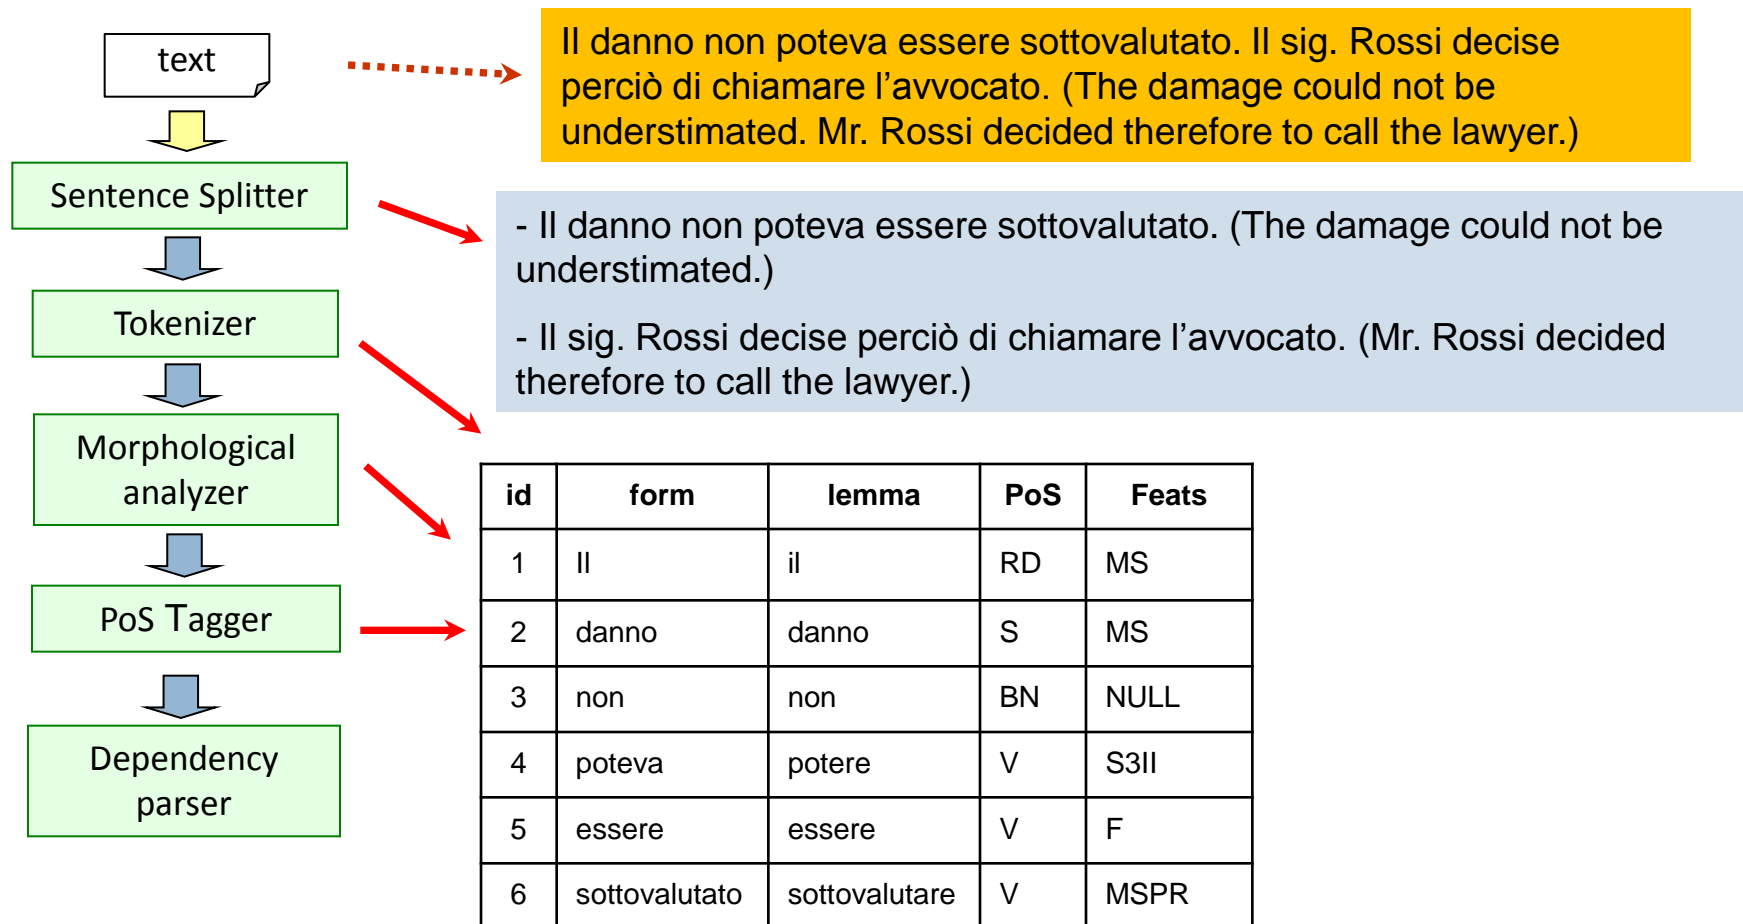 text
Il danno non poteva essere sottovalutato. Il sig. Rossi decise
perciò di chiamare l’avvocato. (The damage could not be
understimated. Mr. Rossi decided therefore to call the lawyer.)
Sentence Splitter
- Il danno non poteva essere sottovalutato. (The damage could not be
understimated.)
- Il sig. Rossi decise perciò di chiamare l’avvocato. (Mr. Rossi decided
therefore to call the lawyer.)
Tokenizer
Morphological
analyzer
PoS Tagger
Dependency
parser
id form lemma PoS Feats
1 Il il RD MS
2 danno danno S MS
3 non non BN NULL
4 poteva potere V S3II
5 essere essere V F
6 sottovalutato sottovalutare V MSPR